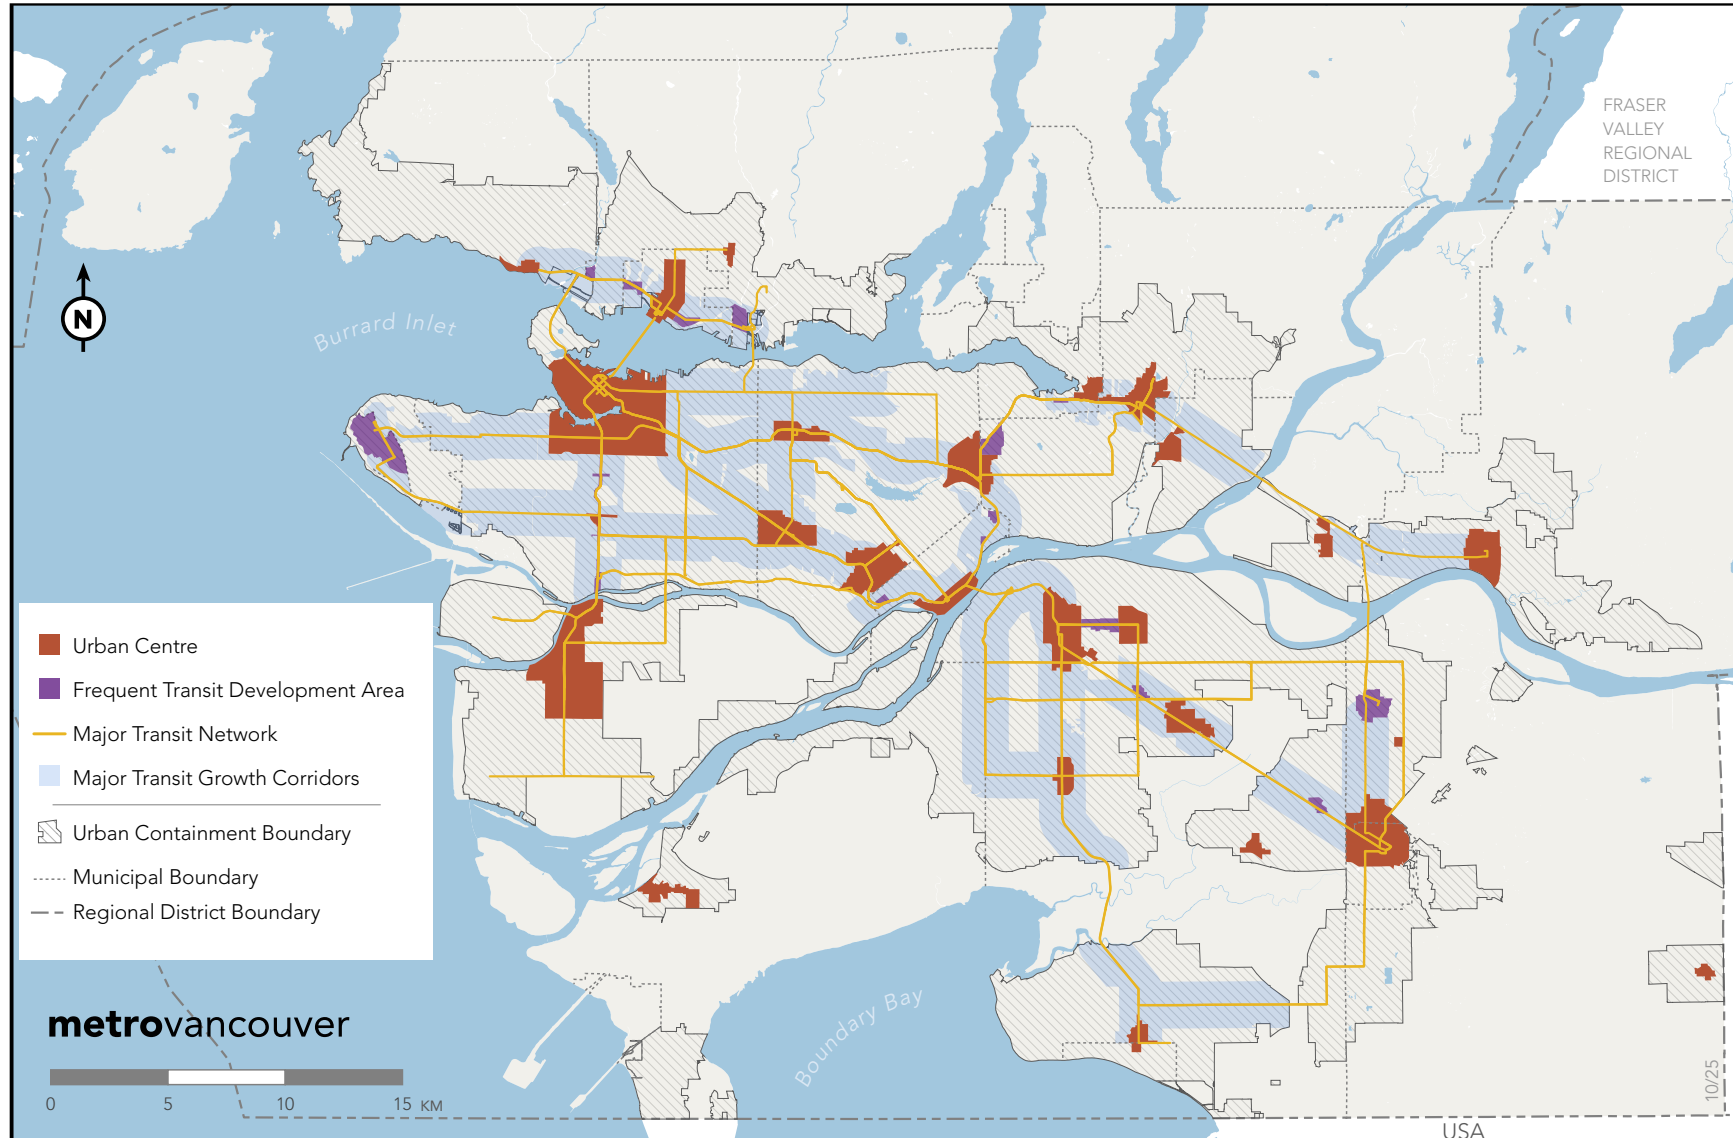 FRASER
VALLEY
REGIONAL
DISTRICT
N
Burrard Inlet
Urban Centre
Frequent Transit Development Area
Major Transit Network
Major Transit Growth Corridors
Urban Containment Boundary
Municipal Boundary
Regional District Boundary
metrovancouver
0 5 10 15 KM
Boundary Bay
10/25
USA